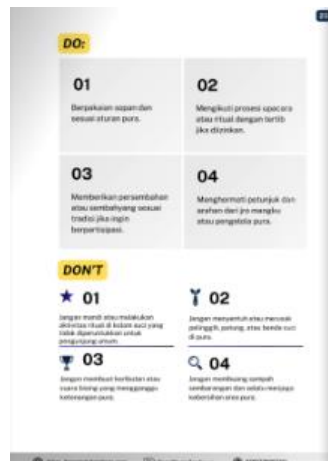 DO:
01
Berpakaian sopan dan
sesuai aturan pura.
02
Mengikuti prosesi upacara
atau ritual dengan tertib
jika diizinkan.
03
Memberikan persembahan
atau sembahyang sesuai
tradisi jika ingin
berpartisipasi.
04
Menghormati petunjuk dan
arahan dari jro mangku
atau pengelola pura.
DON'T
01
Jangan mandi atau melakukan
aktivitas ritual di kolam suci yang
tidak diperuntukkan untuk
pengunjung umum.
02
Jangan menyentuh atau merusak
pelinggih, patung, atau benda suci
di pura.
03
Jangan membuat keributan atau
suara bising yang mengganggu
ketenangan pura.
04
Jangan membuang sampah
sembarangan dan selalu menjaga
kebersihan area pura.